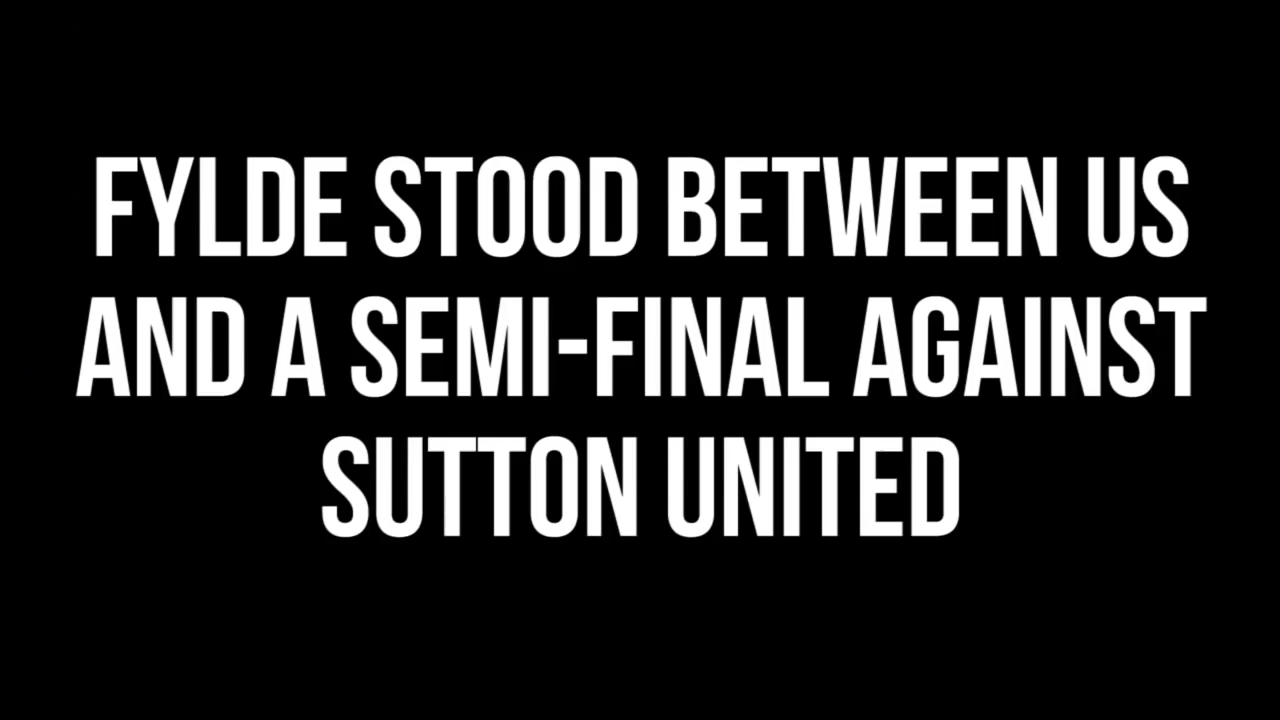 FYLDE STOOD BETWEEN US
AND A SEMI-FINAL AGAINST
SUTTON UNITED